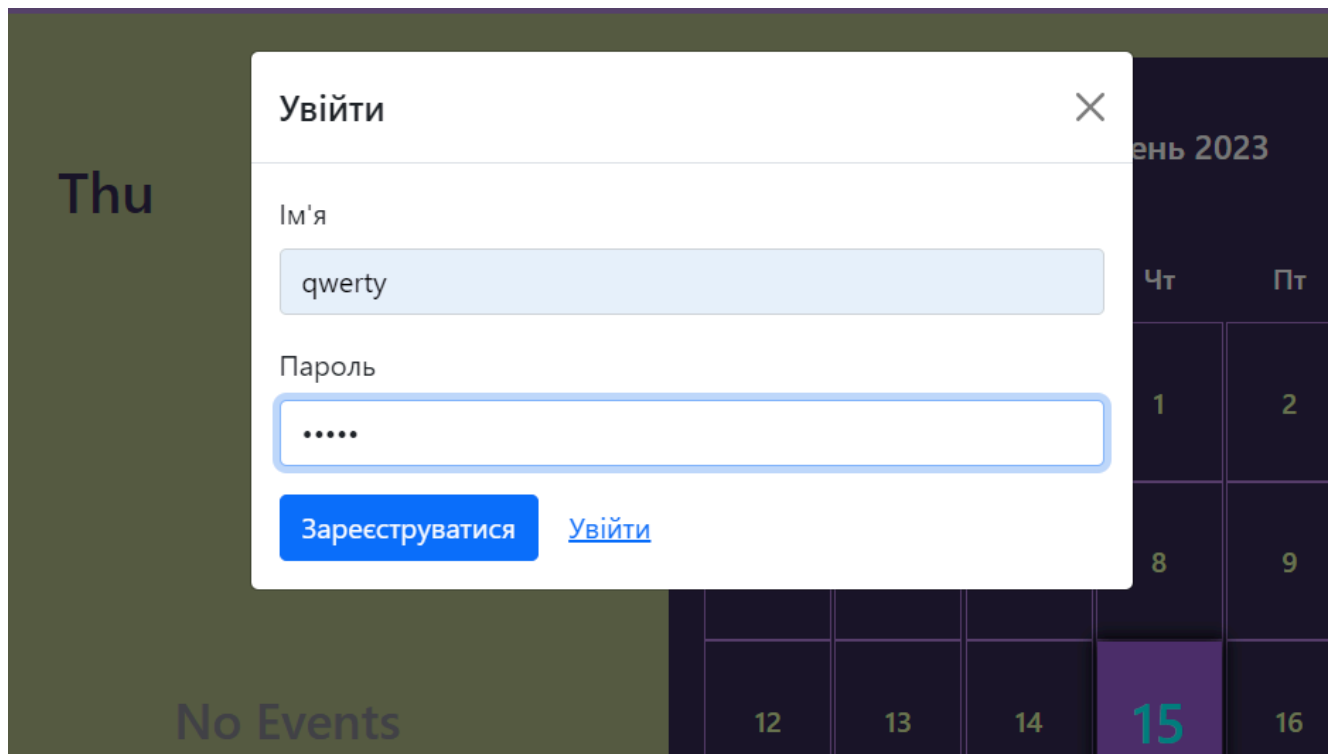 Увійти
ень 2023
Thu
Ім'я
qwerty
Чт Пт
Пароль
•••••
1 2
Зареєструватися Увійти
8 9
No Events
12 13 14 15 16